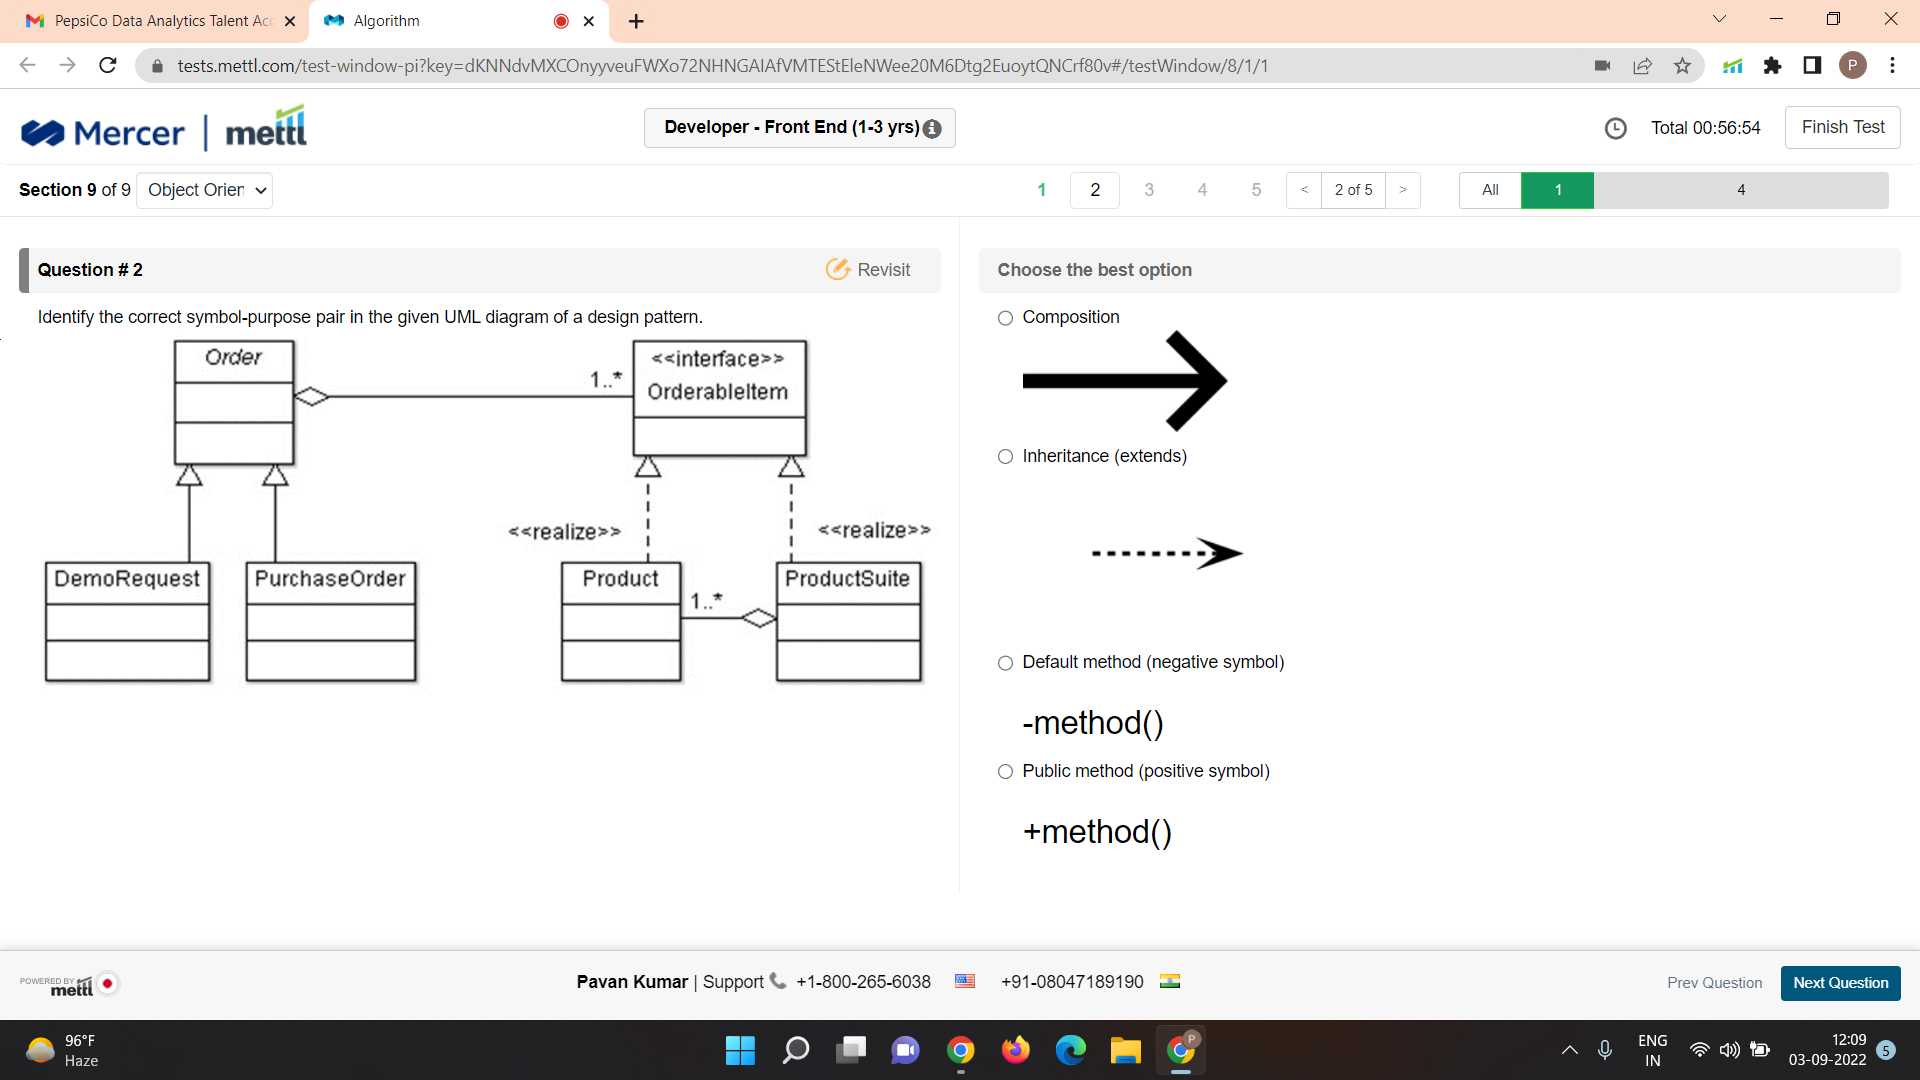 PepsiCo Data Analytics Talent Acc
Algorithm
tests.mettl.com/test-window-pi?key=dKNNdvMXCOnyyveuFWXo72NHNGAIAfVMTEStEleNWee20M6Dtg2EuoytQNCrf80v#/testWindow/8/1/1
P
Mercer | mettl
Developer - Front End (1-3 yrs)
Total 00:56:54
Finish Test
Section 9 of 9
Object Orien
1
2
3
4
5
<
2 of 5
>
All
1
4
Question # 2
Revisit
Identify the correct symbol-purpose pair in the given UML diagram of a design pattern.
Order
1..*
<<interface>>
OrderableItem
<<realize>>
<<realize>>
DemoRequest
PurchaseOrder
Product
1..*
ProductSuite
Choose the best option
Composition
Inheritance (extends)
Default method (negative symbol)
-method()
Public method (positive symbol)
+method()
POWERED BY
mettl
Pavan Kumar | Support +1-800-265-6038
+91-08047189190
Prev Question
Next Question
96°F
Haze
P
ENG
IN
12:09
03-09-2022
5